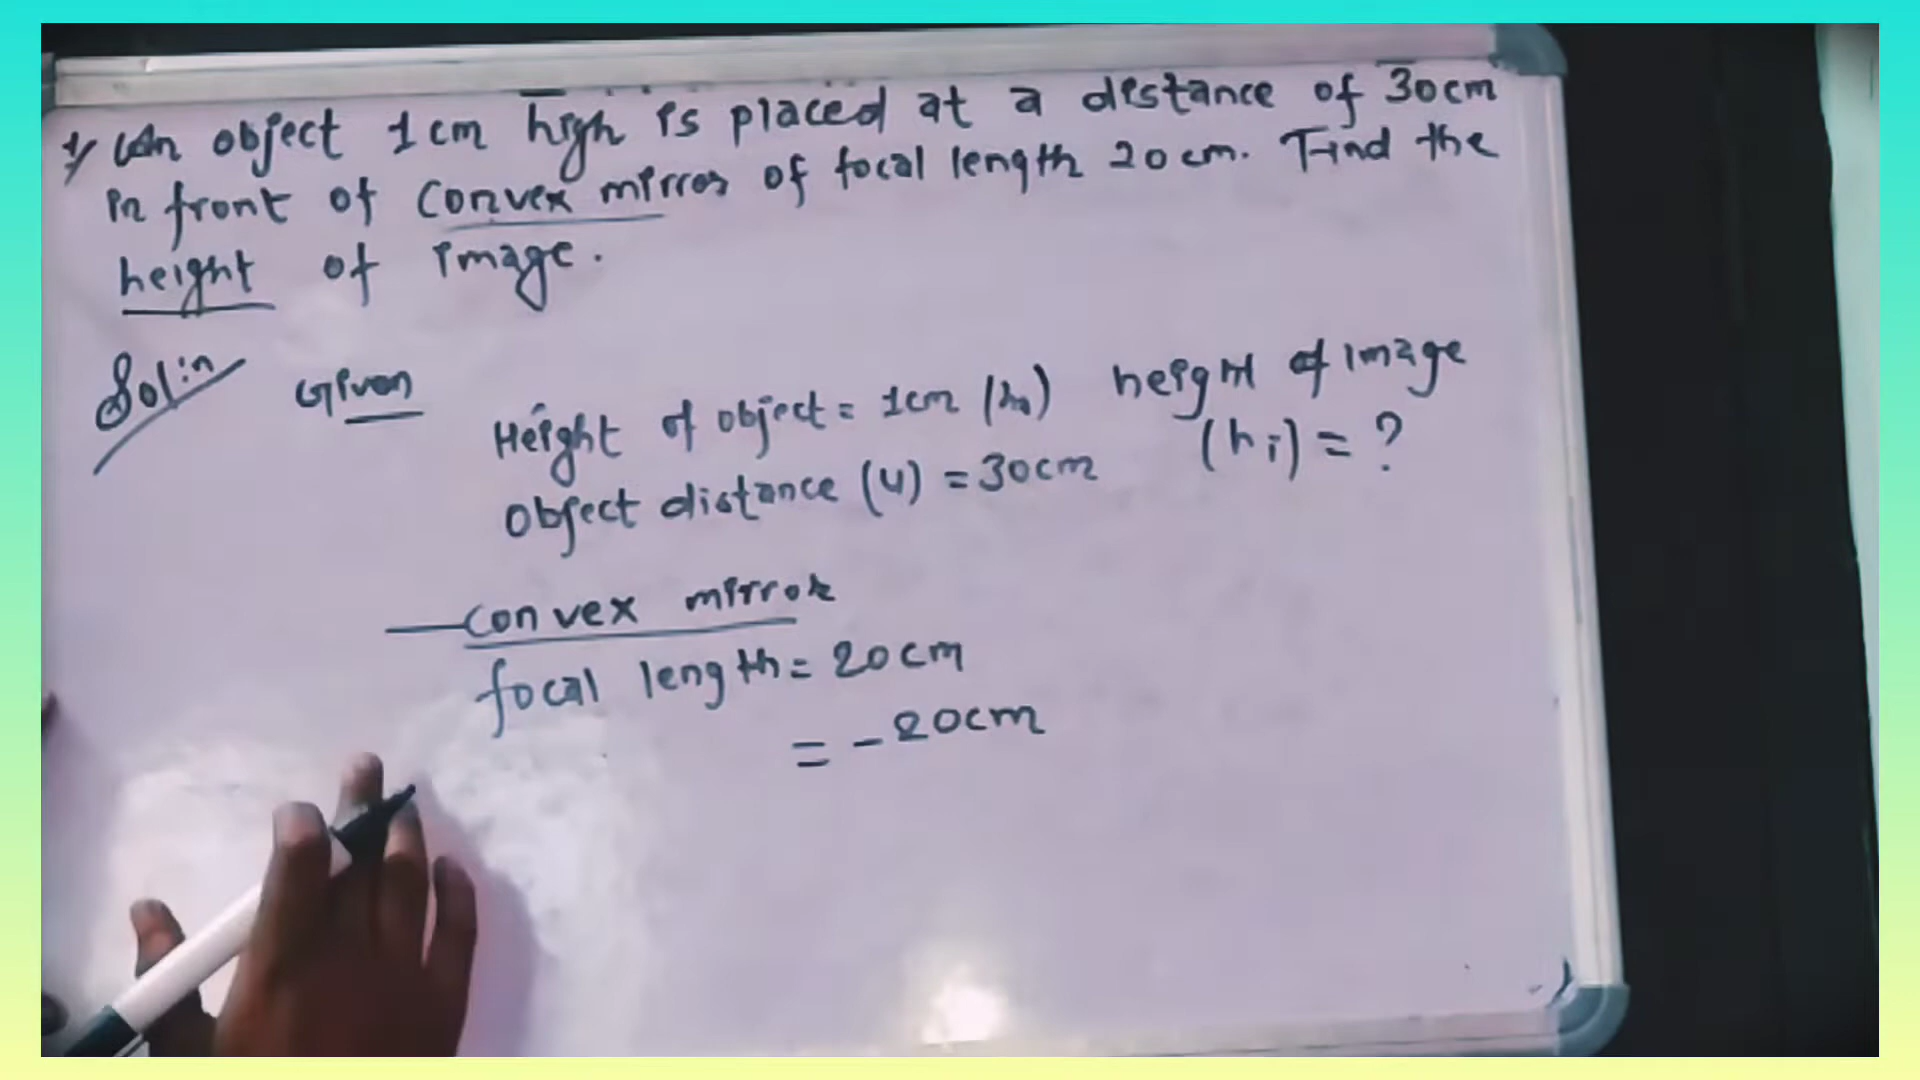 1/ An object 1cm high is placed at a distance of 30cm
in front of convex mirror of focal length 20cm. Find the
height of image.
Sol:n Given
Height of object = 1cm (ho) height of image
Object distance (u) = 30cm (hi) = ?
convex mirror
focal length = 20cm
= -20cm